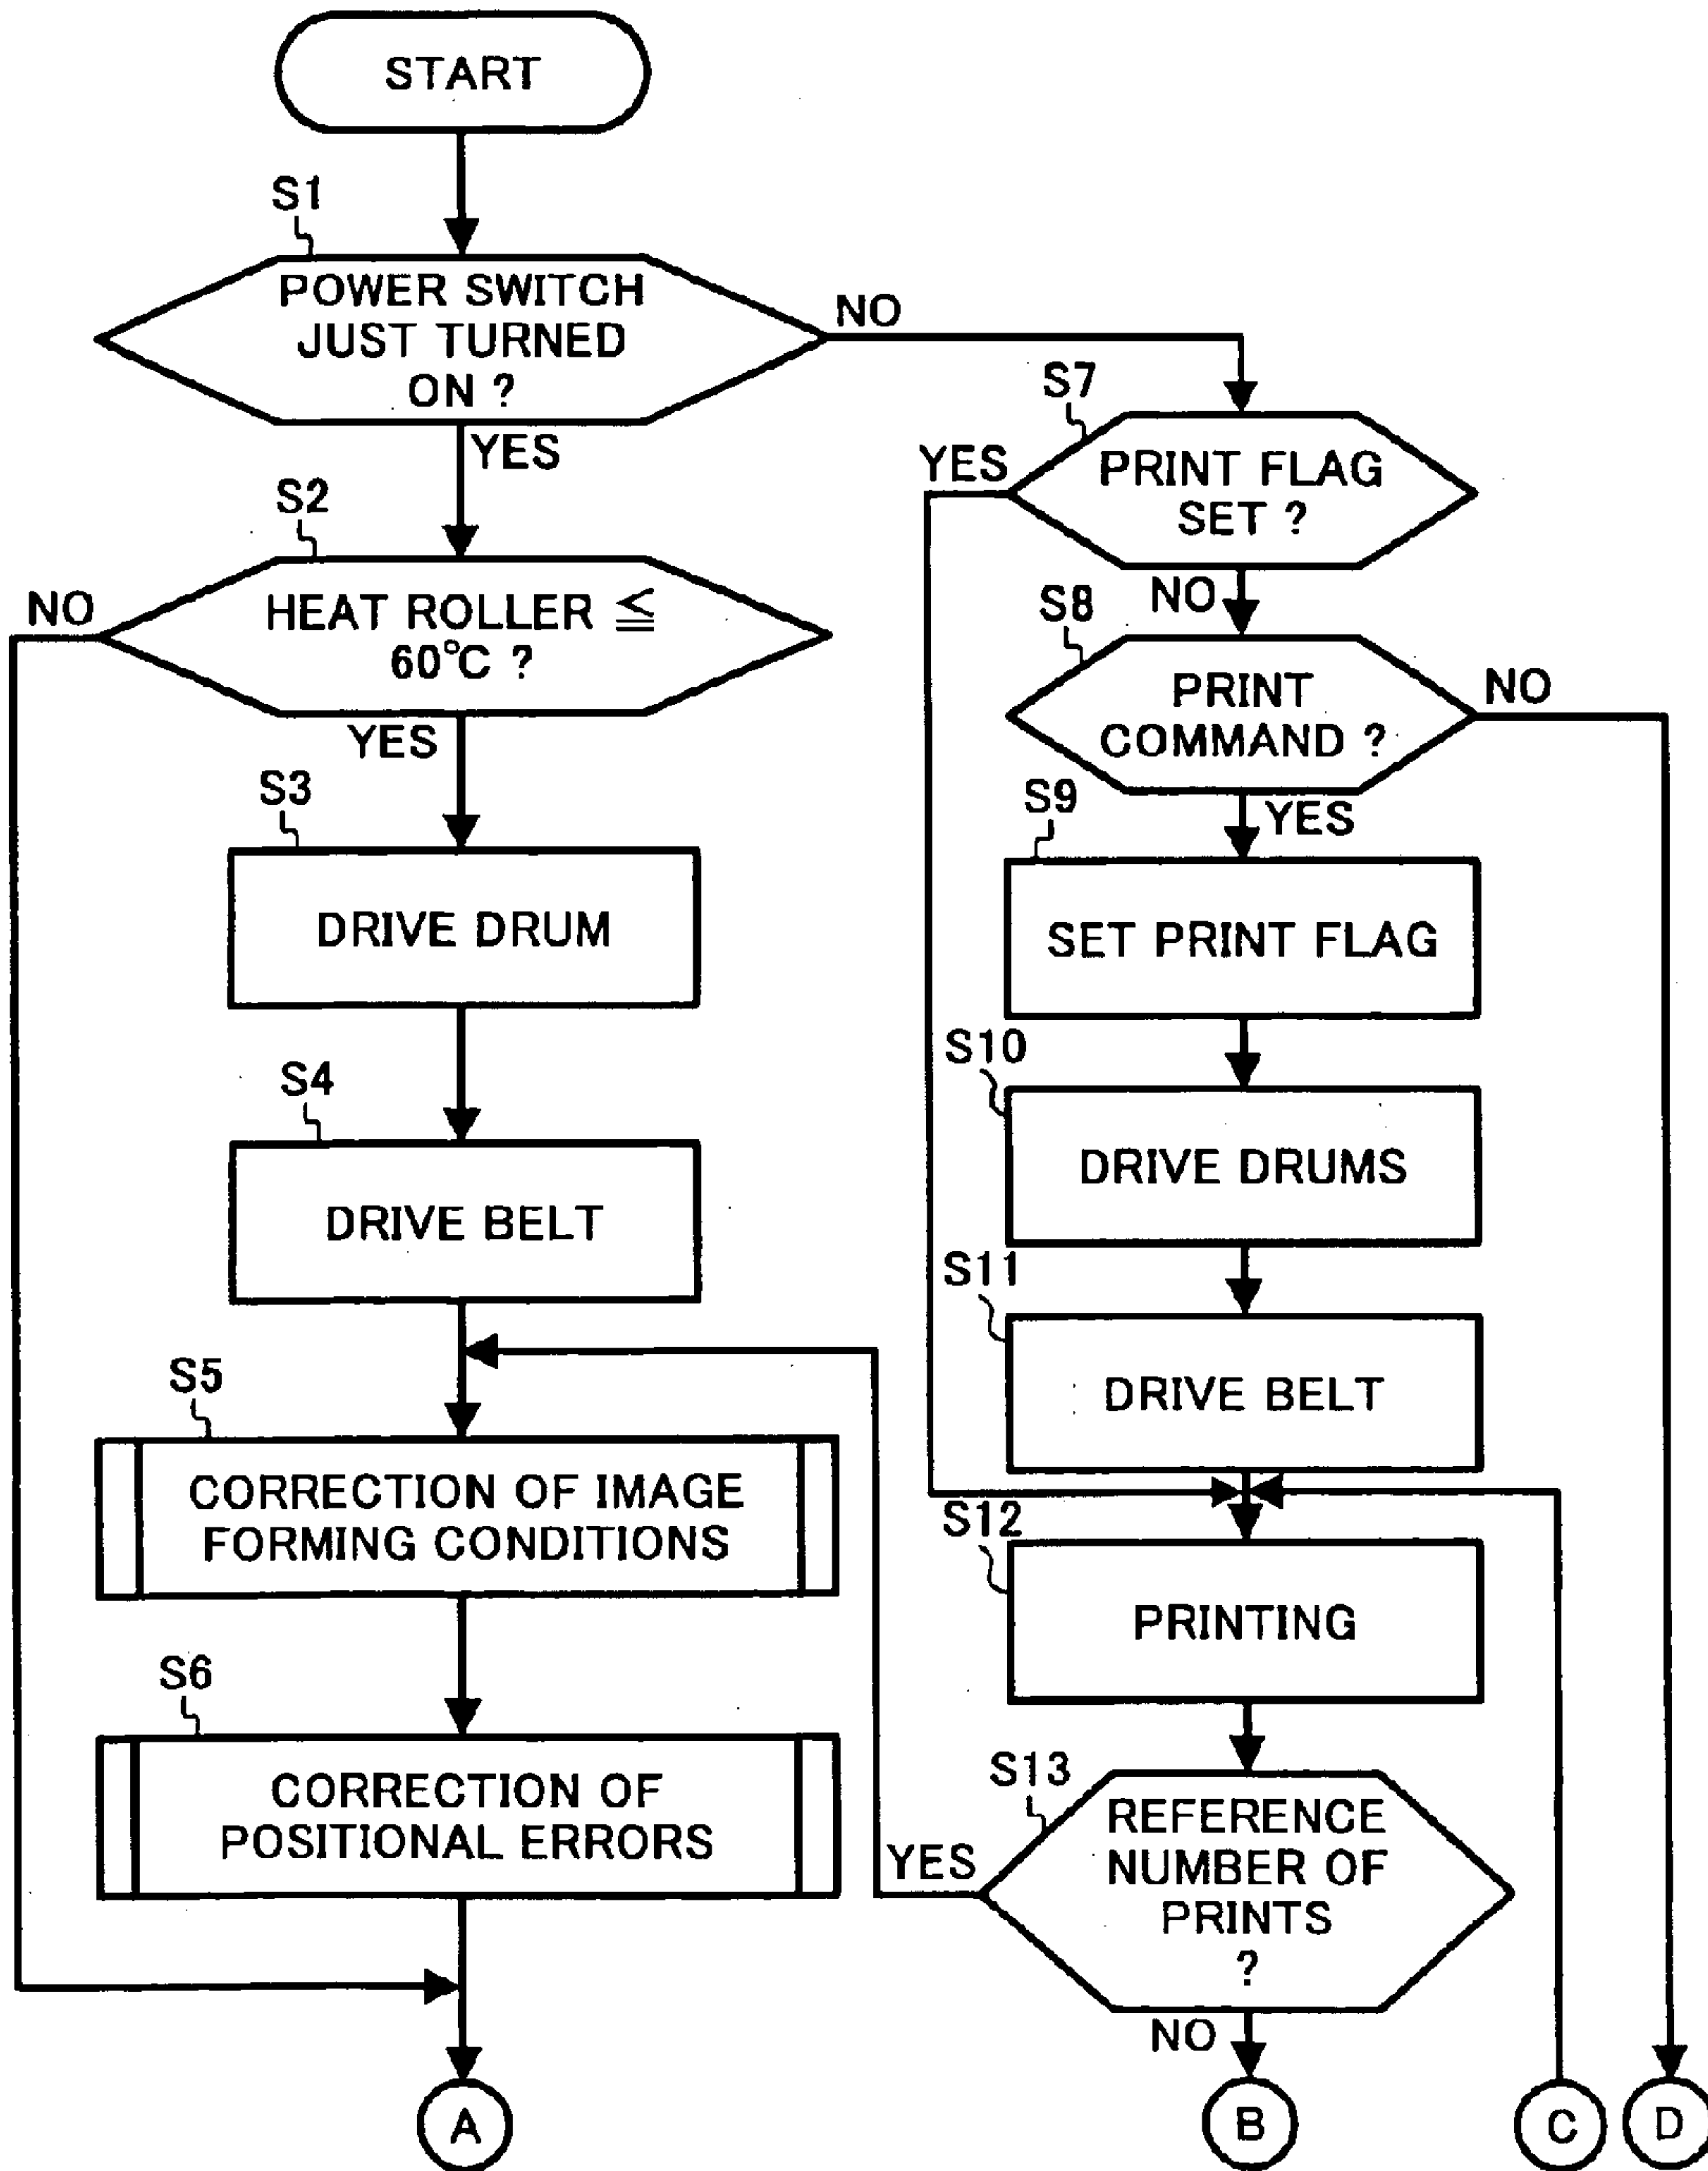 START
S1
POWER SWITCH
JUST TURNED
ON ?
NO
YES
S2
HEAT ROLLER ≦
60°C ?
NO
YES
S3
DRIVE DRUM
S4
DRIVE BELT
S5
CORRECTION OF IMAGE
FORMING CONDITIONS
S6
CORRECTION OF
POSITIONAL ERRORS
A
S7
PRINT FLAG
SET ?
YES
NO
S8
PRINT
COMMAND ?
NO
YES
S9
SET PRINT FLAG
S10
DRIVE DRUMS
S11
DRIVE BELT
S12
PRINTING
S13
REFERENCE
NUMBER OF
PRINTS
?
YES
NO
B
C
D